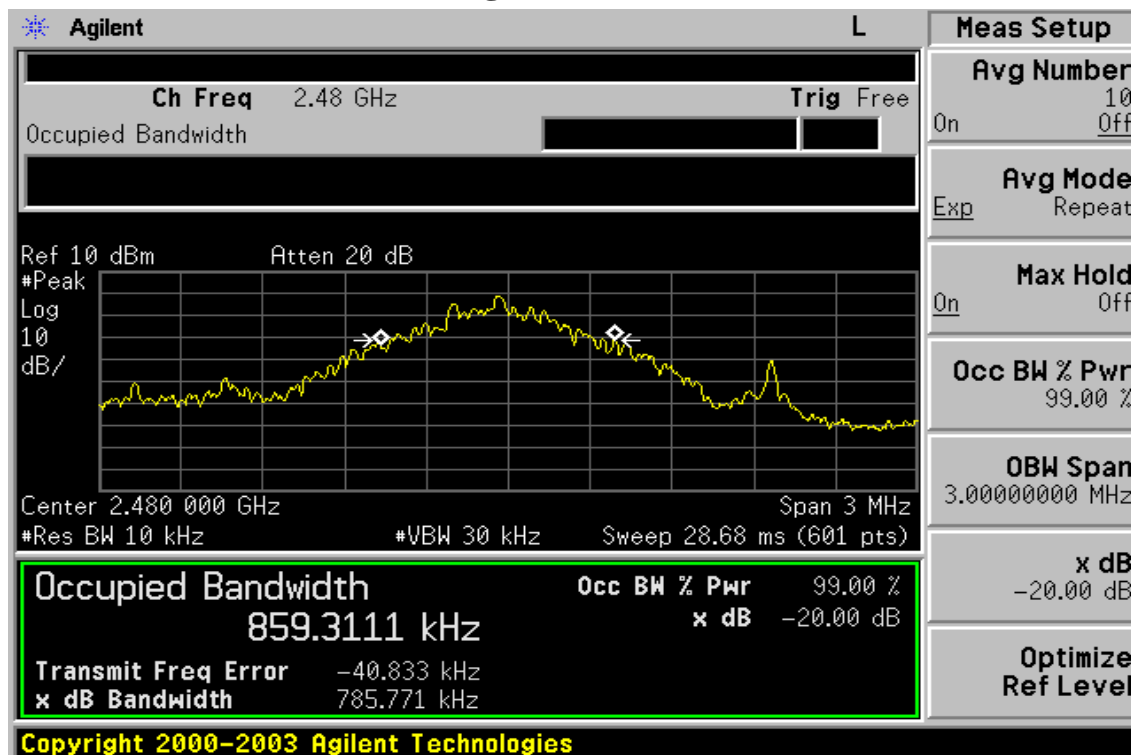 Agilent L
Ch Freq 2.48 GHz Trig Free
Occupied Bandwidth
Ref 10 dBm Atten 20 dB
#Peak
Log
10
dB/
Center 2.480 000 GHz Span 3 MHz
#Res BW 10 kHz #VBW 30 kHz Sweep 28.68 ms (601 pts)
Occupied Bandwidth
859.3111 kHz
Occ BW % Pwr 99.00 %
x dB -20.00 dB
Transmit Freq Error -40.833 kHz
x dB Bandwidth 785.771 kHz
Copyright 2000-2003 Agilent Technologies
Meas Setup
Avg Number
10
On Off
Avg Mode
Exp Repeat
Max Hold
On Off
Occ BW % Pwr
99.00 %
OBW Span
3.00000000 MHz
x dB
-20.00 dB
Optimize
Ref Level